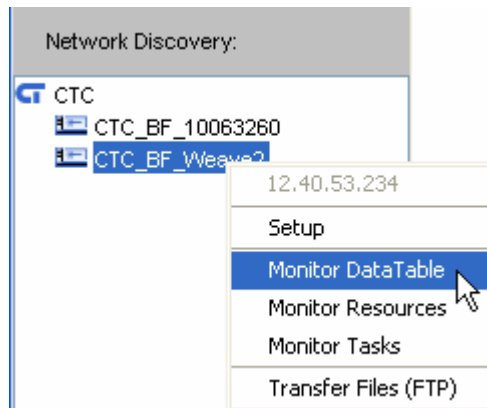 Network Discovery:
CTC
CTC_BF_10063260
CTC_BF_Weave2
12.40.53.234
Setup
Monitor DataTable
Monitor Resources
Monitor Tasks
Transfer Files (FTP)